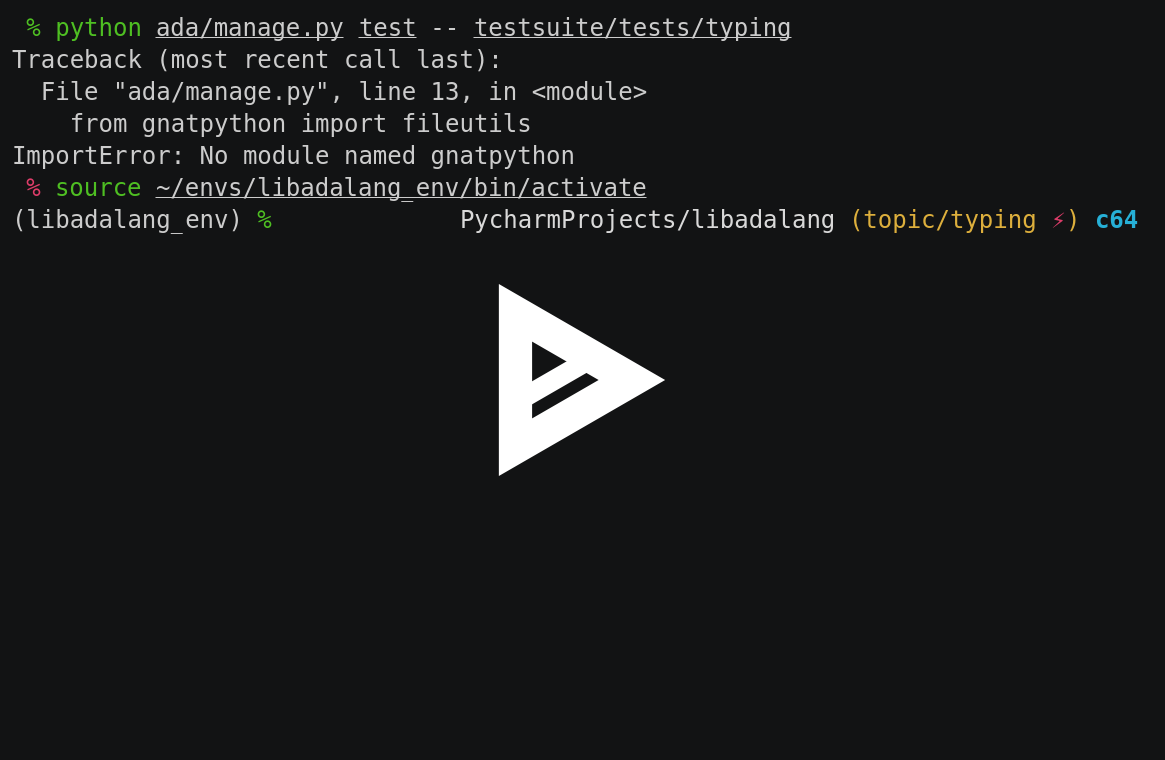 % python ada/manage.py test -- testsuite/tests/typing
Traceback (most recent call last):
  File "ada/manage.py", line 13, in <module>
    from gnatpython import fileutils
ImportError: No module named gnatpython
% source ~/envs/libadalang_env/bin/activate
(libadalang_env) % PycharmProjects/libadalang (topic/typing ⚡) c64